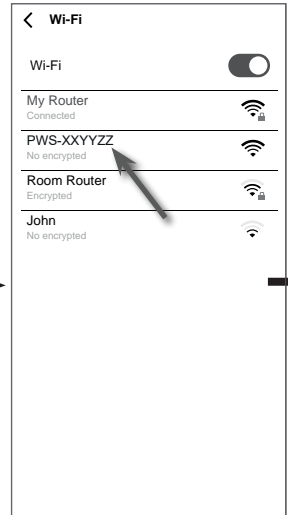 Wi-Fi
Wi-Fi
My Router
Connected
PWS-XXYYZZ
No encrypted
Room Router
Encrypted
John
No encrypted